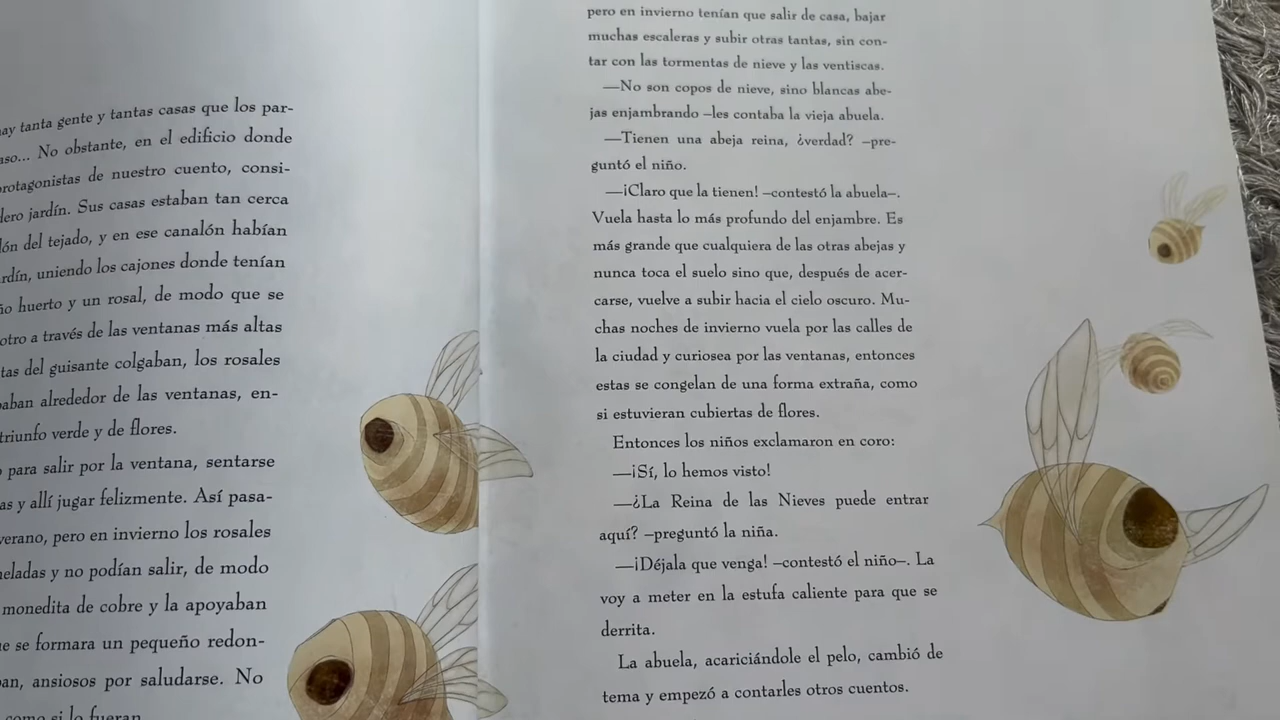 ay tanta gente y tantas casas que los par-
aso... No obstante, en el edificio donde
protagonistas de nuestro cuento, consi-
dero jardín. Sus casas estaban tan cerca
lón del tejado, y en ese canalón habían
rdín, uniendo los cajones donde tenían
ño huerto y un rosal, de modo que se
otro a través de las ventanas más altas
tas del guisante colgaban, los rosales
paban alrededor de las ventanas, en-
triunfo verde y de flores.
para salir por la ventana, sentarse
as y allí jugar felizmente. Así pasa-
verano, pero en invierno los rosales
heladas y no podían salir, de modo
monedita de cobre y la apoyaban
se formara un pequeño redon-
ban, ansiosos por saludarse. No
como si lo fueran
pero en invierno tenían que salir de casa, bajar
muchas escaleras y subir otras tantas, sin con-
tar con las tormentas de nieve y las ventiscas.
—No son copos de nieve, sino blancas abe-
jas enjambrando –les contaba la vieja abuela.
—Tienen una abeja reina, ¿verdad? –pre-
guntó el niño.
—¡Claro que la tienen! –contestó la abuela–.
Vuela hasta lo más profundo del enjambre. Es
más grande que cualquiera de las otras abejas y
nunca toca el suelo sino que, después de acer-
carse, vuelve a subir hacia el cielo oscuro. Mu-
chas noches de invierno vuela por las calles de
la ciudad y curiosea por las ventanas, entonces
estas se congelan de una forma extraña, como
si estuvieran cubiertas de flores.
Entonces los niños exclamaron en coro:
—¡Sí, lo hemos visto!
—¿La Reina de las Nieves puede entrar
aquí? –preguntó la niña.
—¡Déjala que venga! –contestó el niño–. La
voy a meter en la estufa caliente para que se
derrita.
La abuela, acariciándole el pelo, cambió de
tema y empezó a contarles otros cuentos.